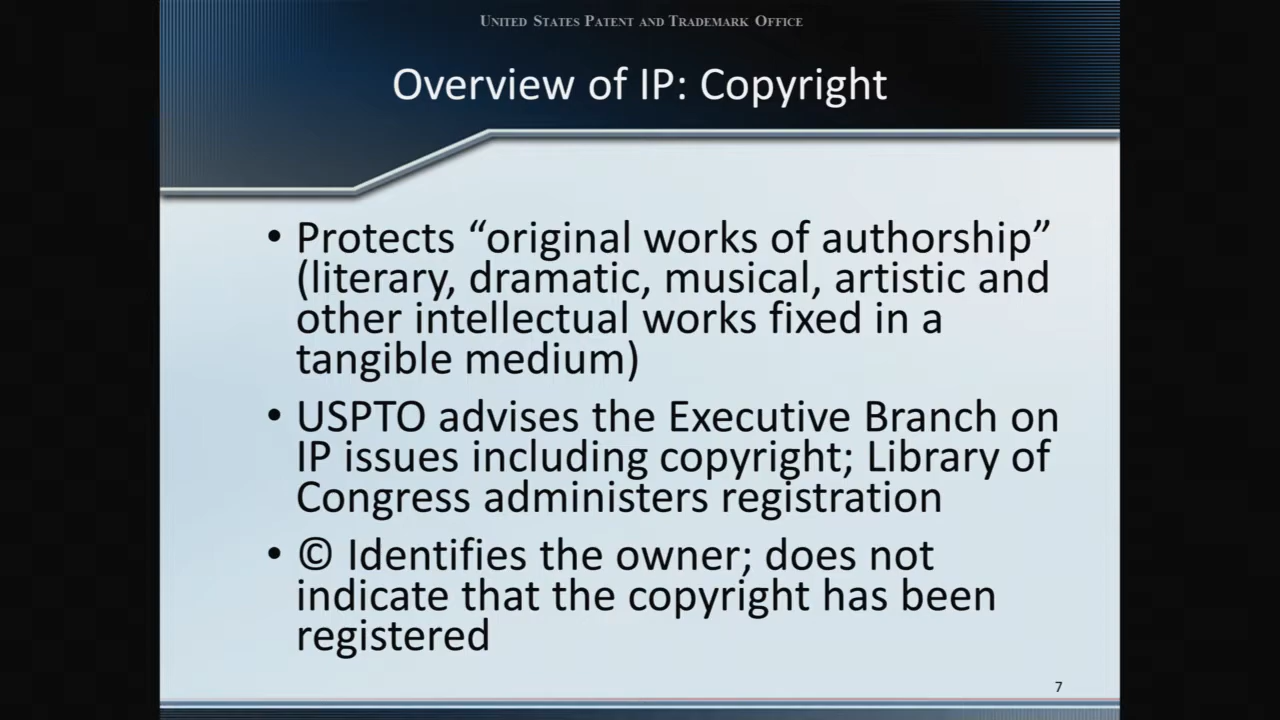 UNITED STATES PATENT AND TRADEMARK OFFICE
Overview of IP: Copyright
• Protects “original works of authorship”
(literary, dramatic, musical, artistic and
other intellectual works fixed in a
tangible medium)
• USPTO advises the Executive Branch on
IP issues including copyright; Library of
Congress administers registration
• © Identifies the owner; does not
indicate that the copyright has been
registered
7